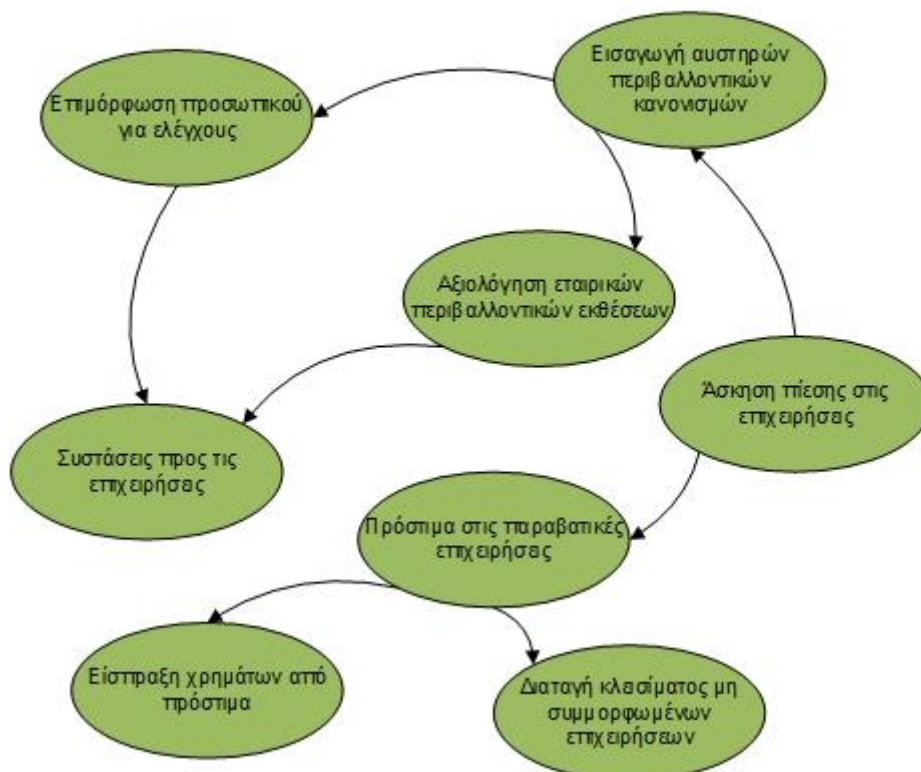 Εισαγωγή αυστηρών
περιβαλλοντικών
κανονισμών
Επιμόρφωση προσωπικού
για ελέγχους
Αξιολόγηση εταιρικών
περιβαλλοντικών εκθέσεων
Άσκηση πίεσης στις
επιχειρήσεις
Συστάσεις προς τις
επιχειρήσεις
Πρόστιμα στις παραβατικές
επιχειρήσεις
Είσπραξη χρημάτων από
πρόστιμα
Διαταγή κλεισίματος μη
συμμορφωμένων
επιχειρήσεων